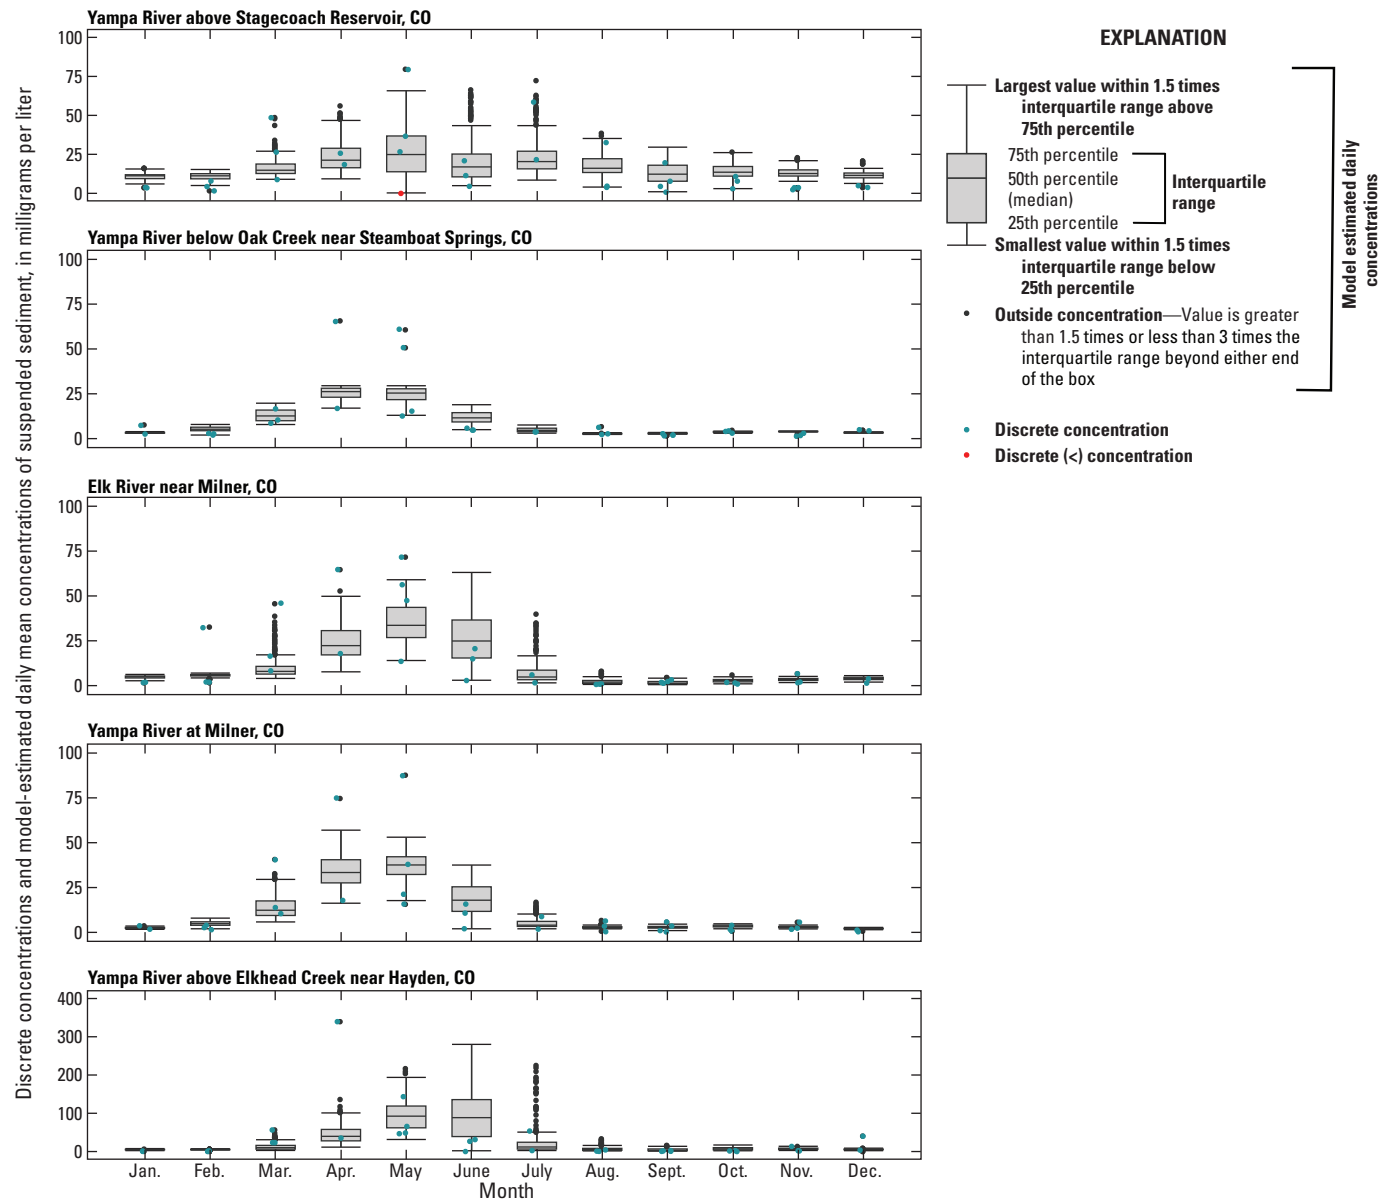 Discrete concentrations and model-estimated daily mean concentrations of suspended sediment, in milligrams per liter
Yampa River above Stagecoach Reservoir, CO
100
75
50
25
0
Yampa River below Oak Creek near Steamboat Springs, CO
100
75
50
25
0
Elk River near Milner, CO
100
75
50
25
0
Yampa River at Milner, CO
100
75
50
25
0
Yampa River above Elkhead Creek near Hayden, CO
400
300
200
100
0
Jan. Feb. Mar. Apr. May June July Aug. Sept. Oct. Nov. Dec.
Month
EXPLANATION
Largest value within 1.5 times
interquartile range above
75th percentile
75th percentile
50th percentile
(median)
25th percentile
Interquartile
range
Smallest value within 1.5 times
interquartile range below
25th percentile
Outside concentration—Value is greater
than 1.5 times or less than 3 times the
interquartile range beyond either end
of the box
Model estimated daily
concentrations
Discrete concentration
Discrete (<) concentration